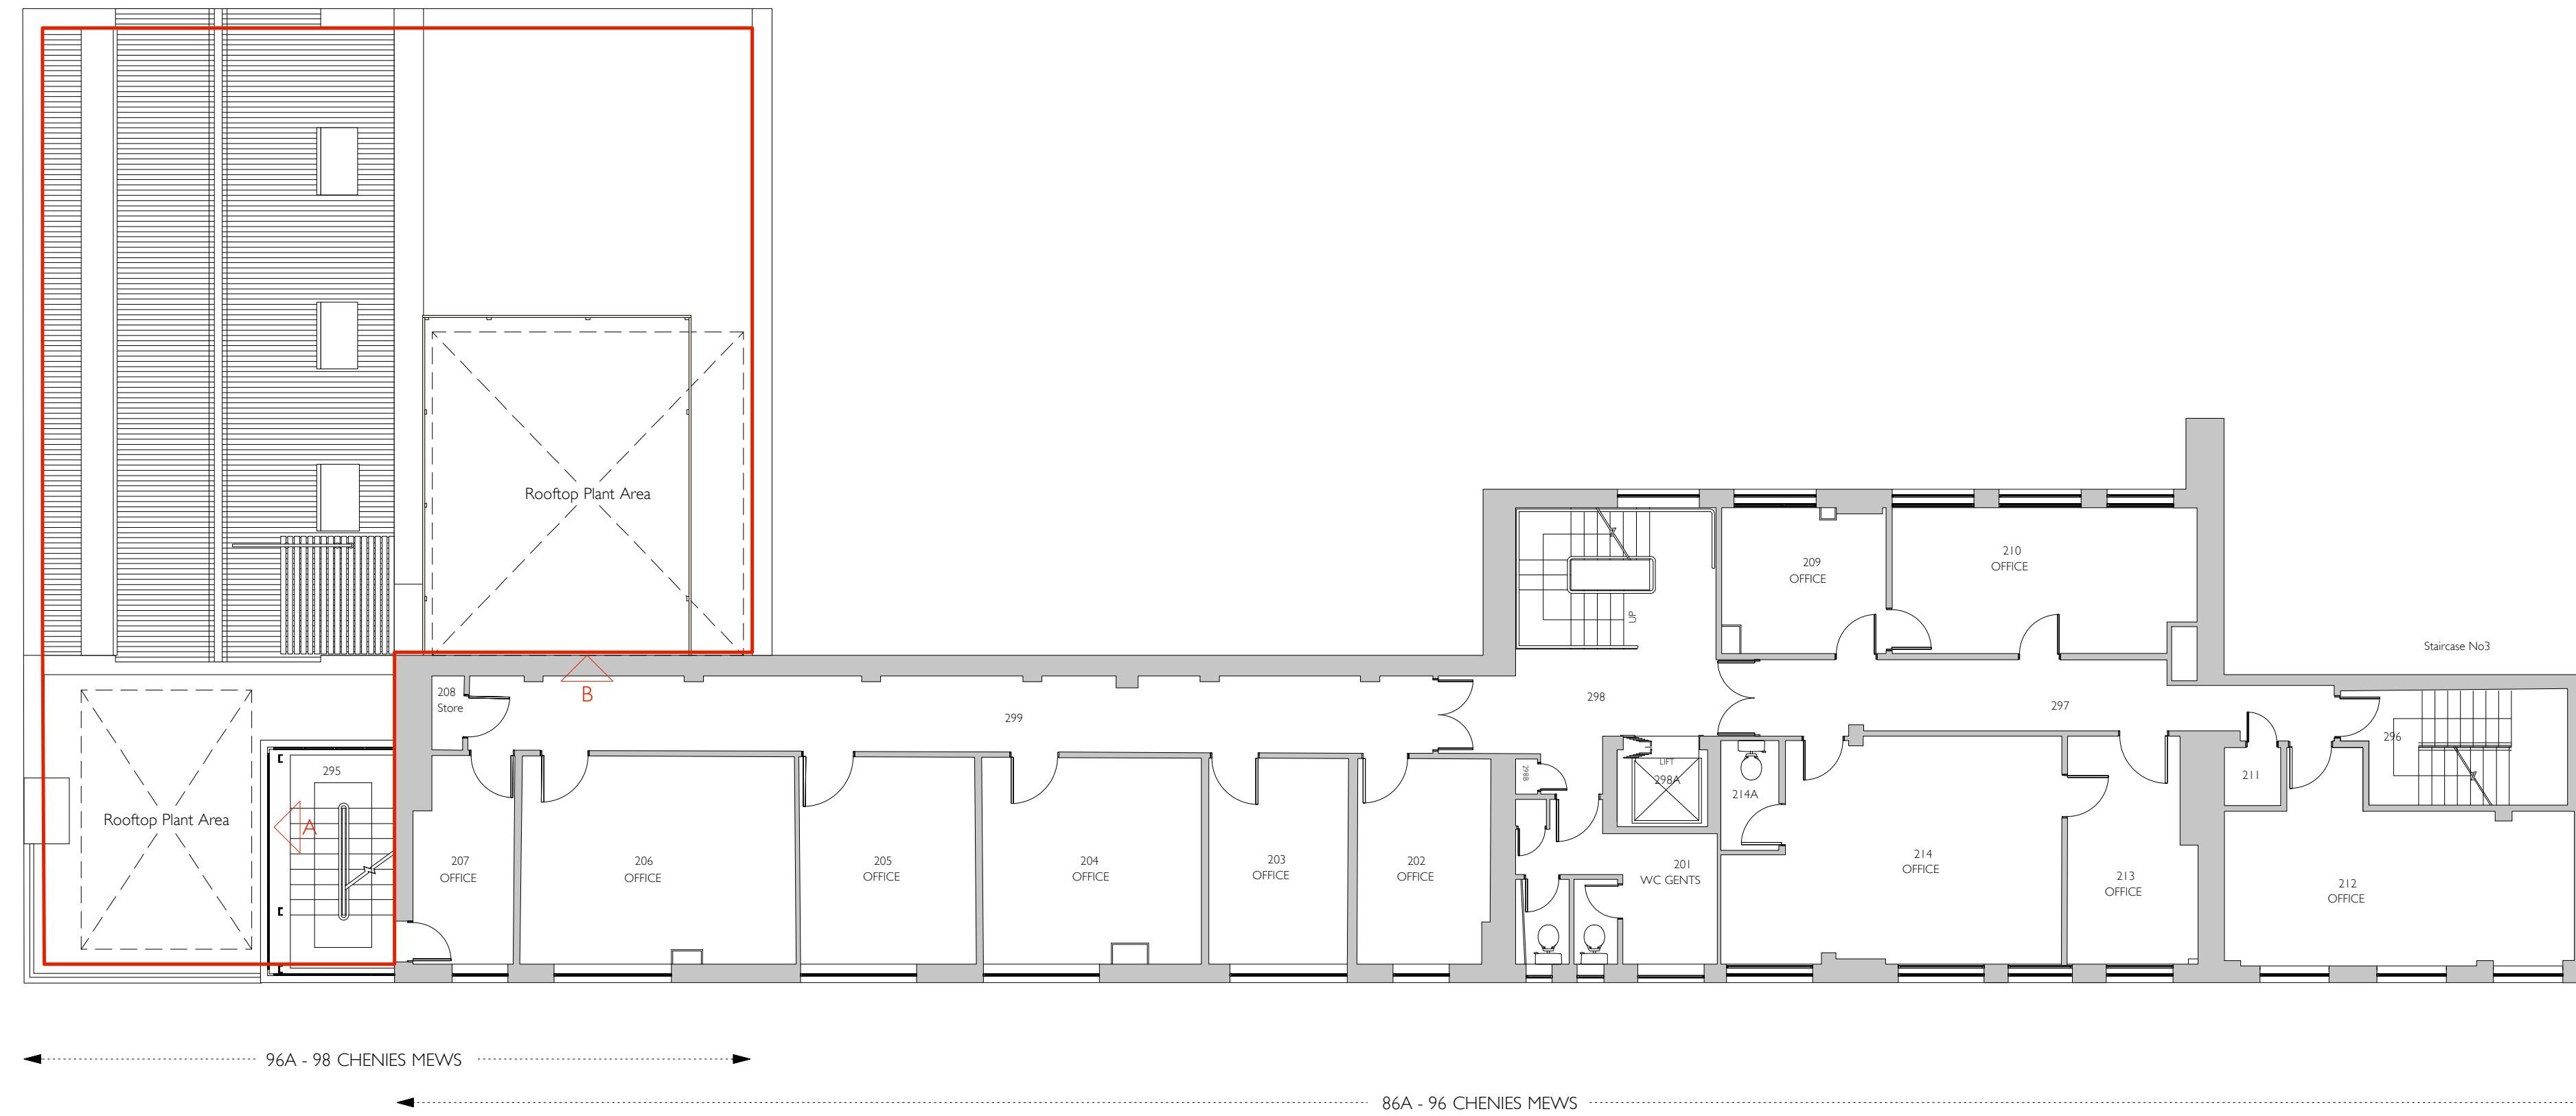 Rooftop Plant Area
209
OFFICE
210
OFFICE
UP
Staircase No3
208
Store
B
299
298
297
296
295
A
Rooftop Plant Area
207
OFFICE
206
OFFICE
205
OFFICE
204
OFFICE
203
OFFICE
202
OFFICE
298B
LIFT
298A
214A
201
WC GENTS
214
OFFICE
213
OFFICE
211
212
OFFICE
96A - 98 CHENIES MEWS
86A - 96 CHENIES MEWS